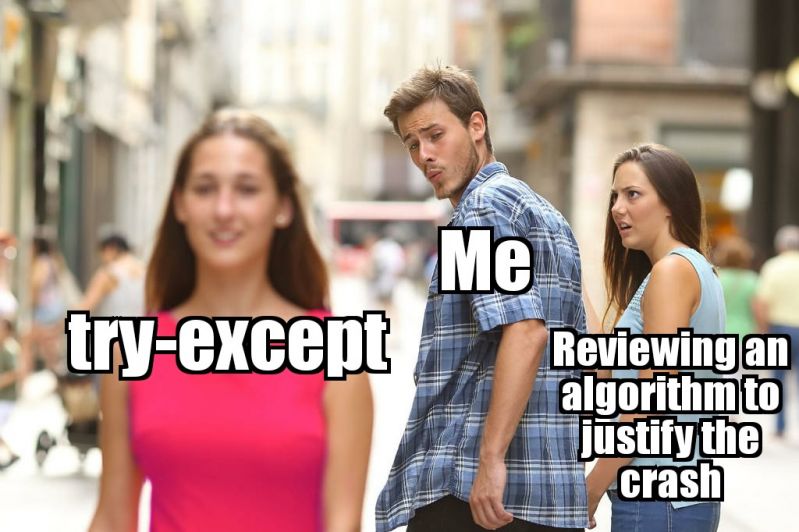 try-except
Me
Reviewing an
algorithm to
justify the
crash